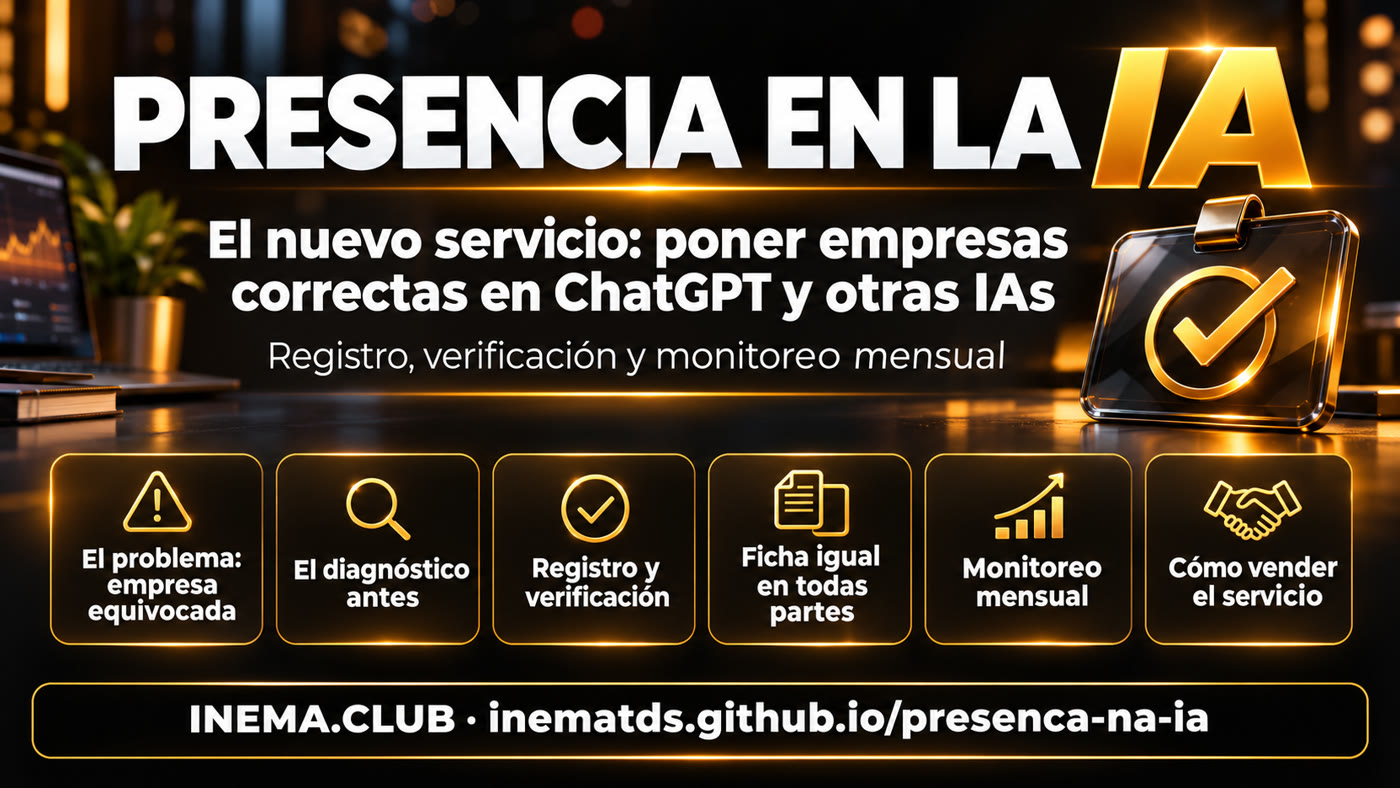 PRESENCIA EN LA IA
El nuevo servicio: poner empresas
correctas en ChatGPT y otras IAs
Registro, verificación y monitoreo mensual
El problema:
empresa
equivocada
El diagnóstico
antes
Registro y
verificación
Ficha igual
en todas
partes
Monitoreo
mensual
Cómo vender
el servicio
INEMA.CLUB · inematds.github.io/presenca-na-ia